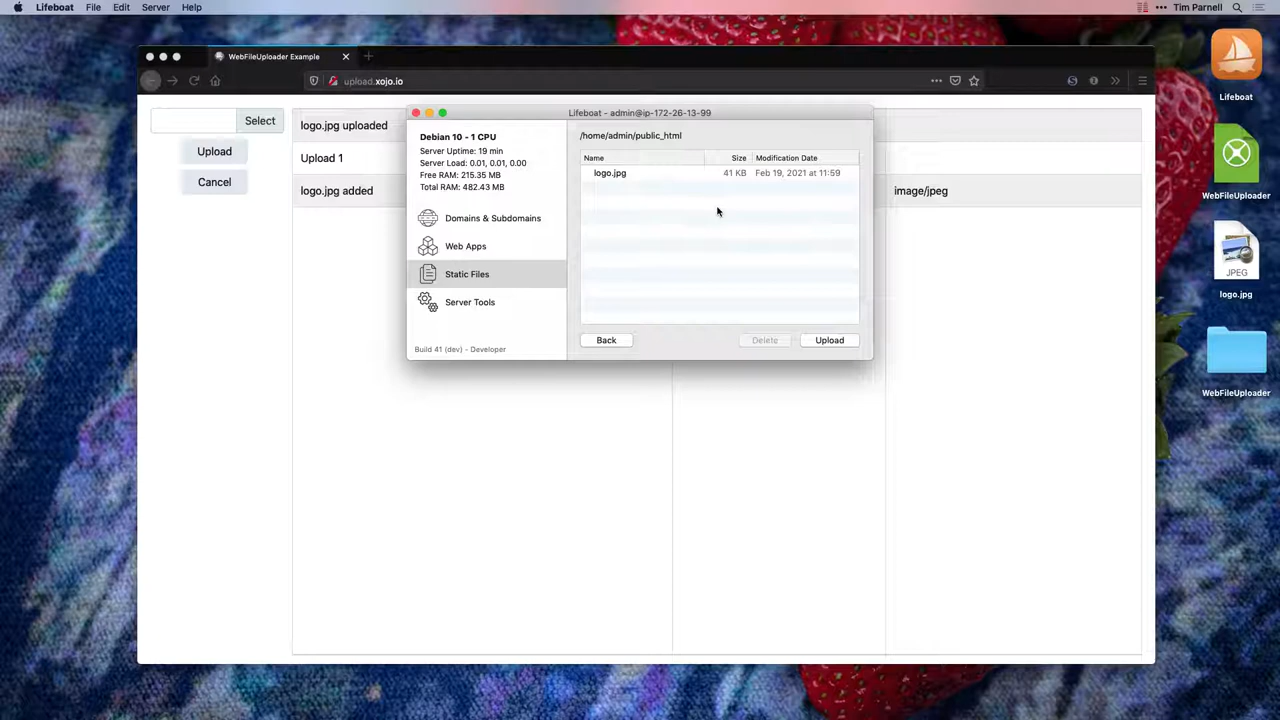 Lifeboat File Edit Server Help Tim Parnell
WebFileUploader Example
upload.xojo.io
Select
Upload
Cancel
logo.jpg uploaded
Upload 1
logo.jpg added
image/jpeg
Lifeboat - admin@ip-172-26-13-99
Debian 10 - 1 CPU
Server Uptime: 19 min
Server Load: 0.01, 0.01, 0.00
Free RAM: 215.35 MB
Total RAM: 482.43 MB
Domains & Subdomains
Web Apps
Static Files
Server Tools
Build 41 (dev) - Developer
/home/admin/public_html
Name Size Modification Date
logo.jpg 41 KB Feb 19, 2021 at 11:59
Back Delete Upload
Lifeboat
WebFileUploader
JPEG
logo.jpg
WebFileUploader